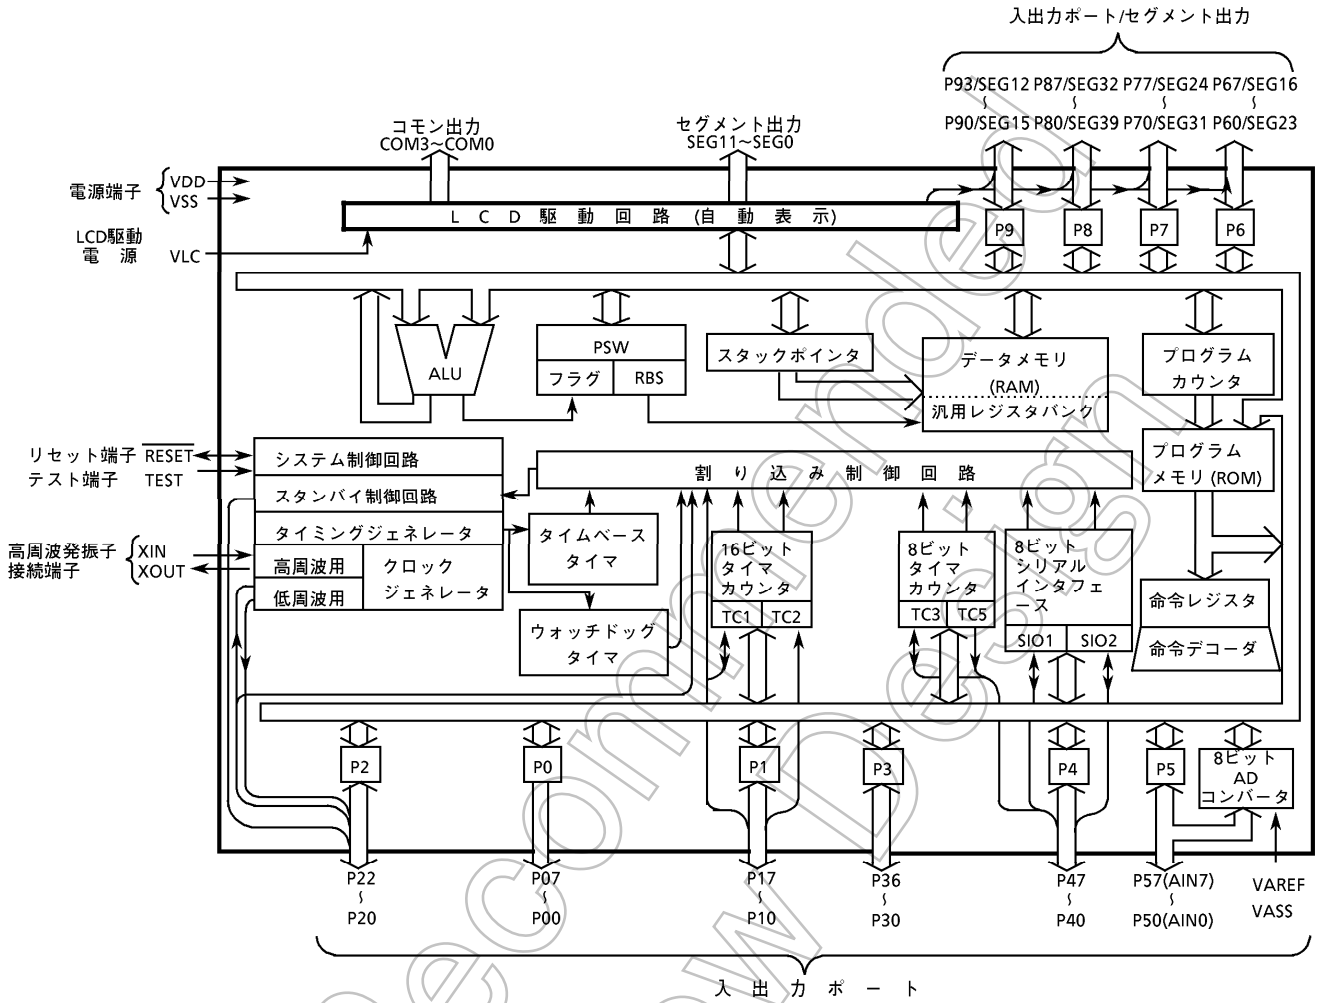 入出力ポート/セグメント出力
P93/SEG12 P87/SEG32 P77/SEG24 P67/SEG16
~ ~ ~ ~
P90/SEG15 P80/SEG39 P70/SEG31 P60/SEG23
コモン出力
COM3~COM0
セグメント出力
SEG11~SEG0
電源端子
VDD
VSS
LCD駆動回路(自動表示)
LCD駆動
電源
VLC
P9
P8
P7
P6
ALU
PSW
フラグ
RBS
スタックポインタ
データメモリ
(RAM)
汎用レジスタバンク
プログラム
カウンタ
プログラム
メモリ(ROM)
リセット端子 RESET
テスト端子 TEST
システム制御回路
スタンバイ制御回路
タイミングジェネレータ
高周波用
低周波用
クロック
ジェネレータ
高周波発振子
接続端子
XIN
XOUT
割り込み制御回路
タイムベース
タイマ
ウォッチドッグ
タイマ
16ビット
タイマ
カウンタ
TC1
TC2
8ビット
タイマ
カウンタ
TC3
TC5
8ビット
シリアル
インタフェ
ース
SIO1
SIO2
命令レジスタ
命令デコーダ
P2
P0
P1
P3
P4
P5
8ビット
AD
コンバータ
P22
~
P20
P07
~
P00
P17
~
P10
P36
~
P30
P47
~
P40
P57(AIN7)
~
P50(AIN0)
VAREF
VASS
入出力ポート
Recommended
New Design